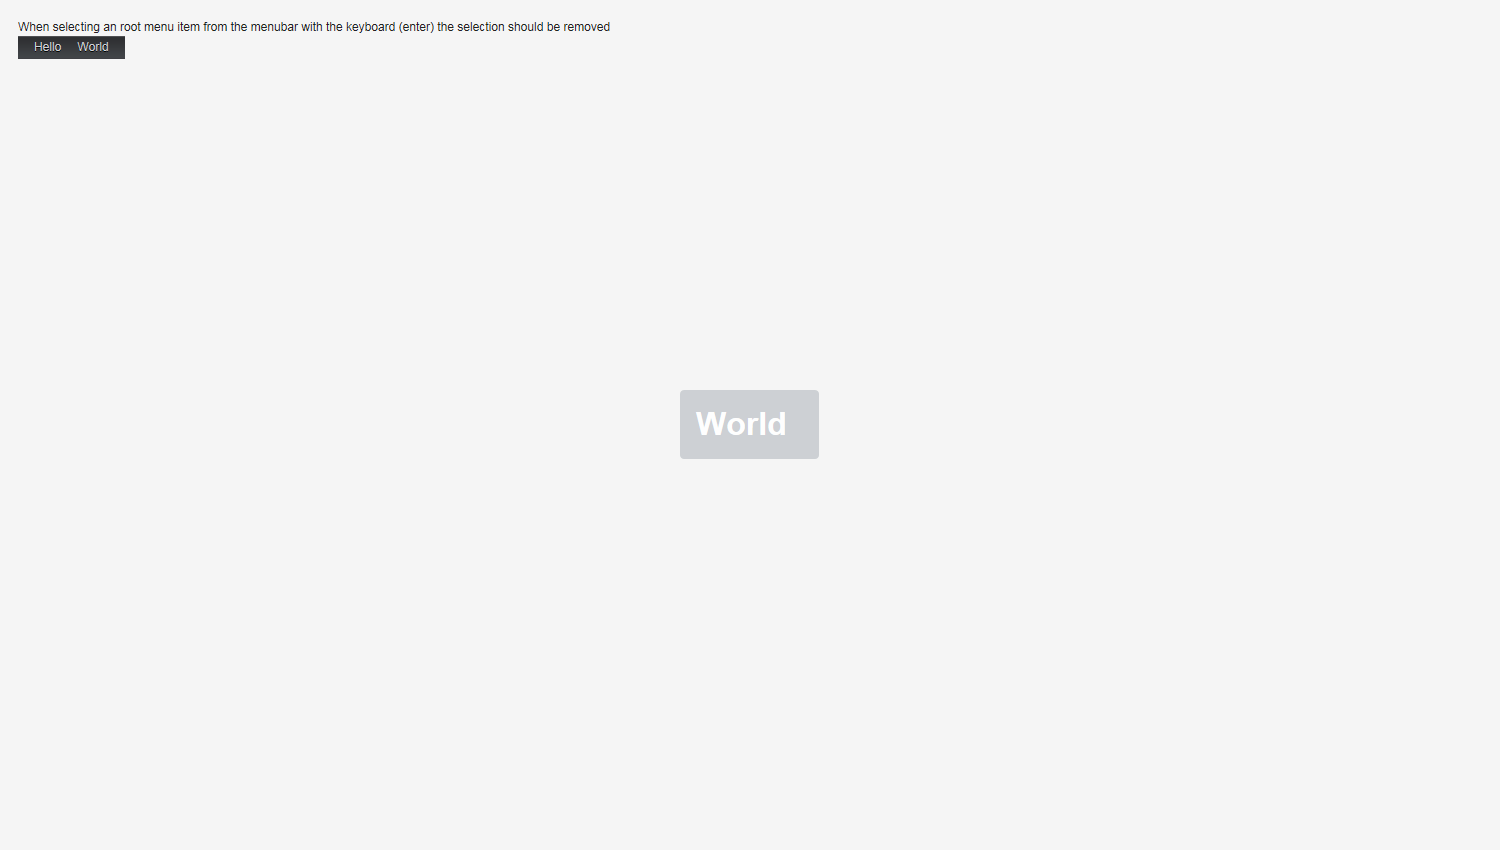 When selecting an root menu item from the menubar with the keyboard (enter) the selection should be removed
Hello World
World